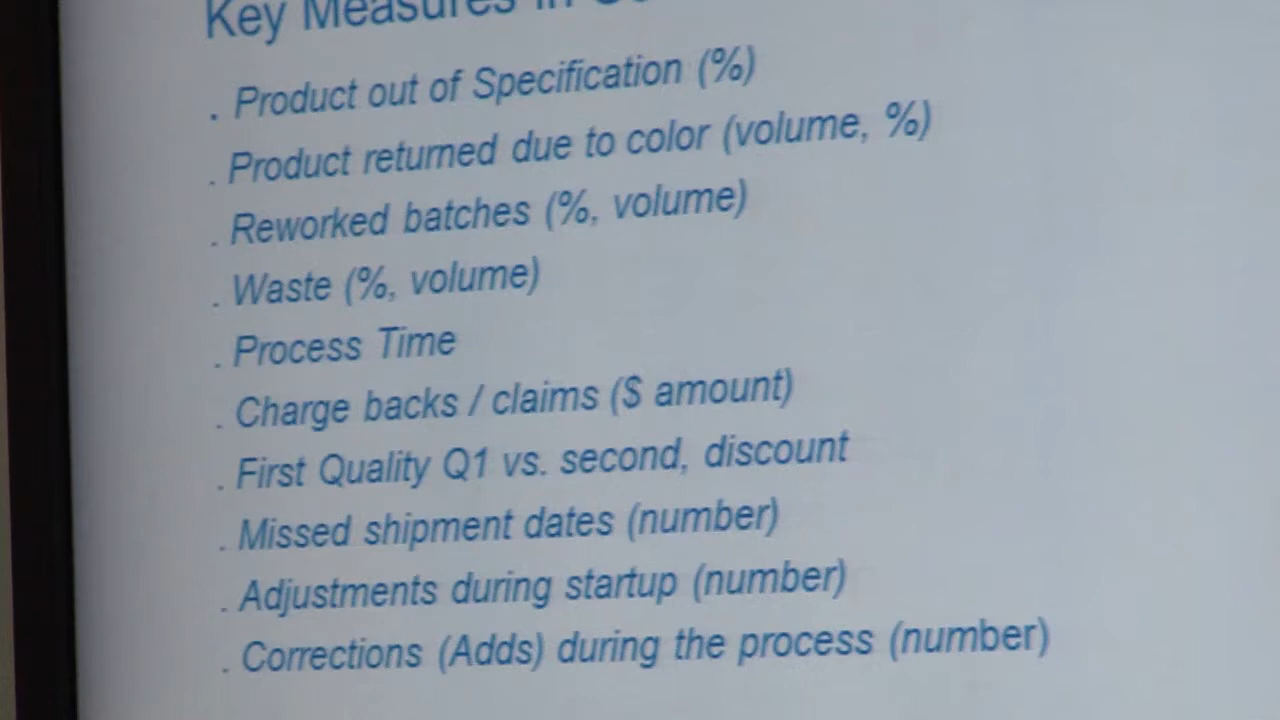 Key Measures in
. Product out of Specification (%)
. Product returned due to color (volume, %)
. Reworked batches (%, volume)
. Waste (%, volume)
. Process Time
. Charge backs / claims ($ amount)
. First Quality Q1 vs. second, discount
. Missed shipment dates (number)
. Adjustments during startup (number)
. Corrections (Adds) during the process (number)